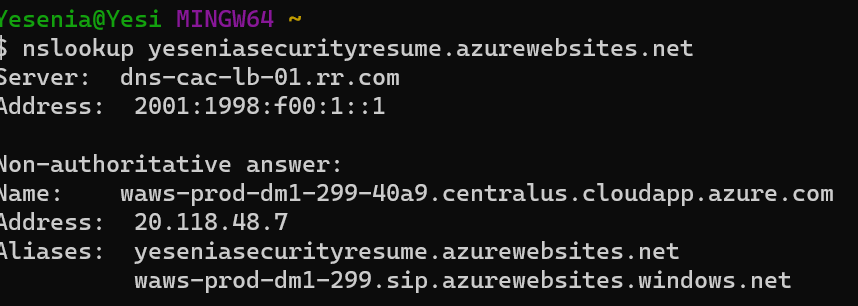 Yesenia@Yesi MINGW64 ~
$ nslookup yeseniasecurityresume.azurewebsites.net
Server:  dns-cac-lb-01.rr.com
Address:  2001:1998:f00:1::1

Non-authoritative answer:
Name:    waws-prod-dm1-299-40a9.centralus.cloudapp.azure.com
Address:  20.118.48.7
Aliases:  yeseniasecurityresume.azurewebsites.net
          waws-prod-dm1-299.sip.azurewebsites.windows.net